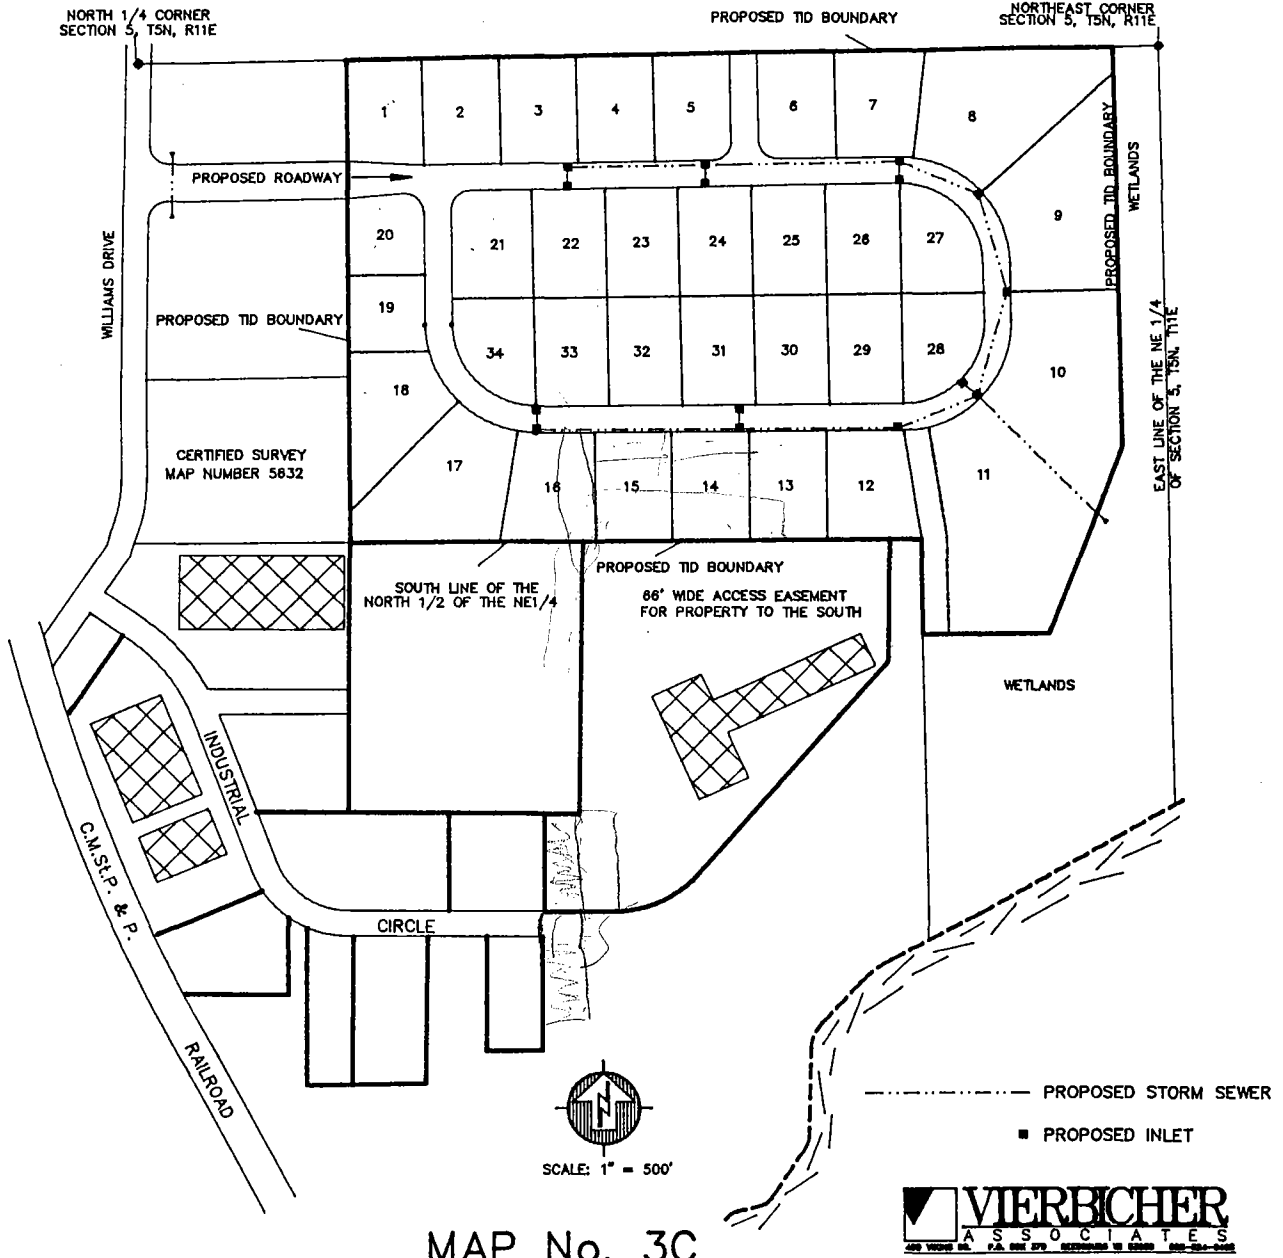 NORTH 1/4 CORNER
SECTION 5, T5N, R11E
PROPOSED TID BOUNDARY
NORTHEAST CORNER
SECTION 5, T5N, R11E
1
2
3
4
5
6
7
8
PROPOSED ROADWAY
PROPOSED TID BOUNDARY
WETLANDS
9
20
21
22
23
24
25
26
27
WILLIAMS DRIVE
19
PROPOSED TID BOUNDARY
34
33
32
31
30
29
28
10
18
EAST LINE OF THE NE 1/4
OF SECTION 5, T5N, T11E
CERTIFIED SURVEY
MAP NUMBER 5632
17
16
15
14
13
12
11
SOUTH LINE OF THE
NORTH 1/2 OF THE NE1/4
PROPOSED TID BOUNDARY
66' WIDE ACCESS EASEMENT
FOR PROPERTY TO THE SOUTH
WETLANDS
INDUSTRIAL
CIRCLE
C.M.St.P. & P.
RAILROAD
PROPOSED STORM SEWER
PROPOSED INLET
SCALE: 1" = 500'
VIERBICHER
ASSOCIATES
MAP No. 3C